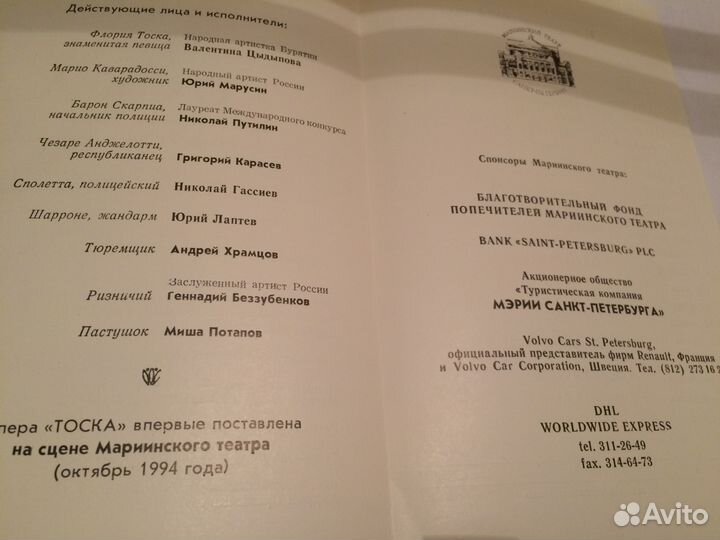 Действующие лица и исполнители:
Флория Тоска,
знаменитая певица
Народная артистка Бурятии
Валентина Цыдыпова
Марио Каварадосси,
художник
Народный артист России
Юрий Марусин
Барон Скарпиа,
начальник полиции
Лауреат Международного конкурса
Николай Путилин
Чезаре Анджелотти,
республиканец
Григорий Карасев
Сполетта, полицейский
Николай Гассиев
Шарроне, жандарм
Юрий Лаптев
Тюремщик
Андрей Храмцов
Ризничий
Заслуженный артист России
Геннадий Беззубенков
Пастушок
Миша Потапов
пера «ТОСКА» впервые поставлена
на сцене Мариинского театра
(октябрь 1994 года)
МАРИИНСКИЙ ТЕАТР
Спонсоры Мариинского театра:
БЛАГОТВОРИТЕЛЬНЫЙ ФОНД
ПОПЕЧИТЕЛЕЙ МАРИИНСКОГО ТЕАТРА
BANK «SAINT-PETERSBURG» PLC
Акционерное общество
«Туристическая компания
МЭРИИ САНКТ-ПЕТЕРБУРГА»
Volvo Cars St. Petersburg,
официальный представитель фирм Renault, Франция
и Volvo Car Corporation, Швеция. Тел. (812) 273 16 2
DHL
WORLDWIDE EXPRESS
tel. 311-26-49
fax. 314-64-73
Avito